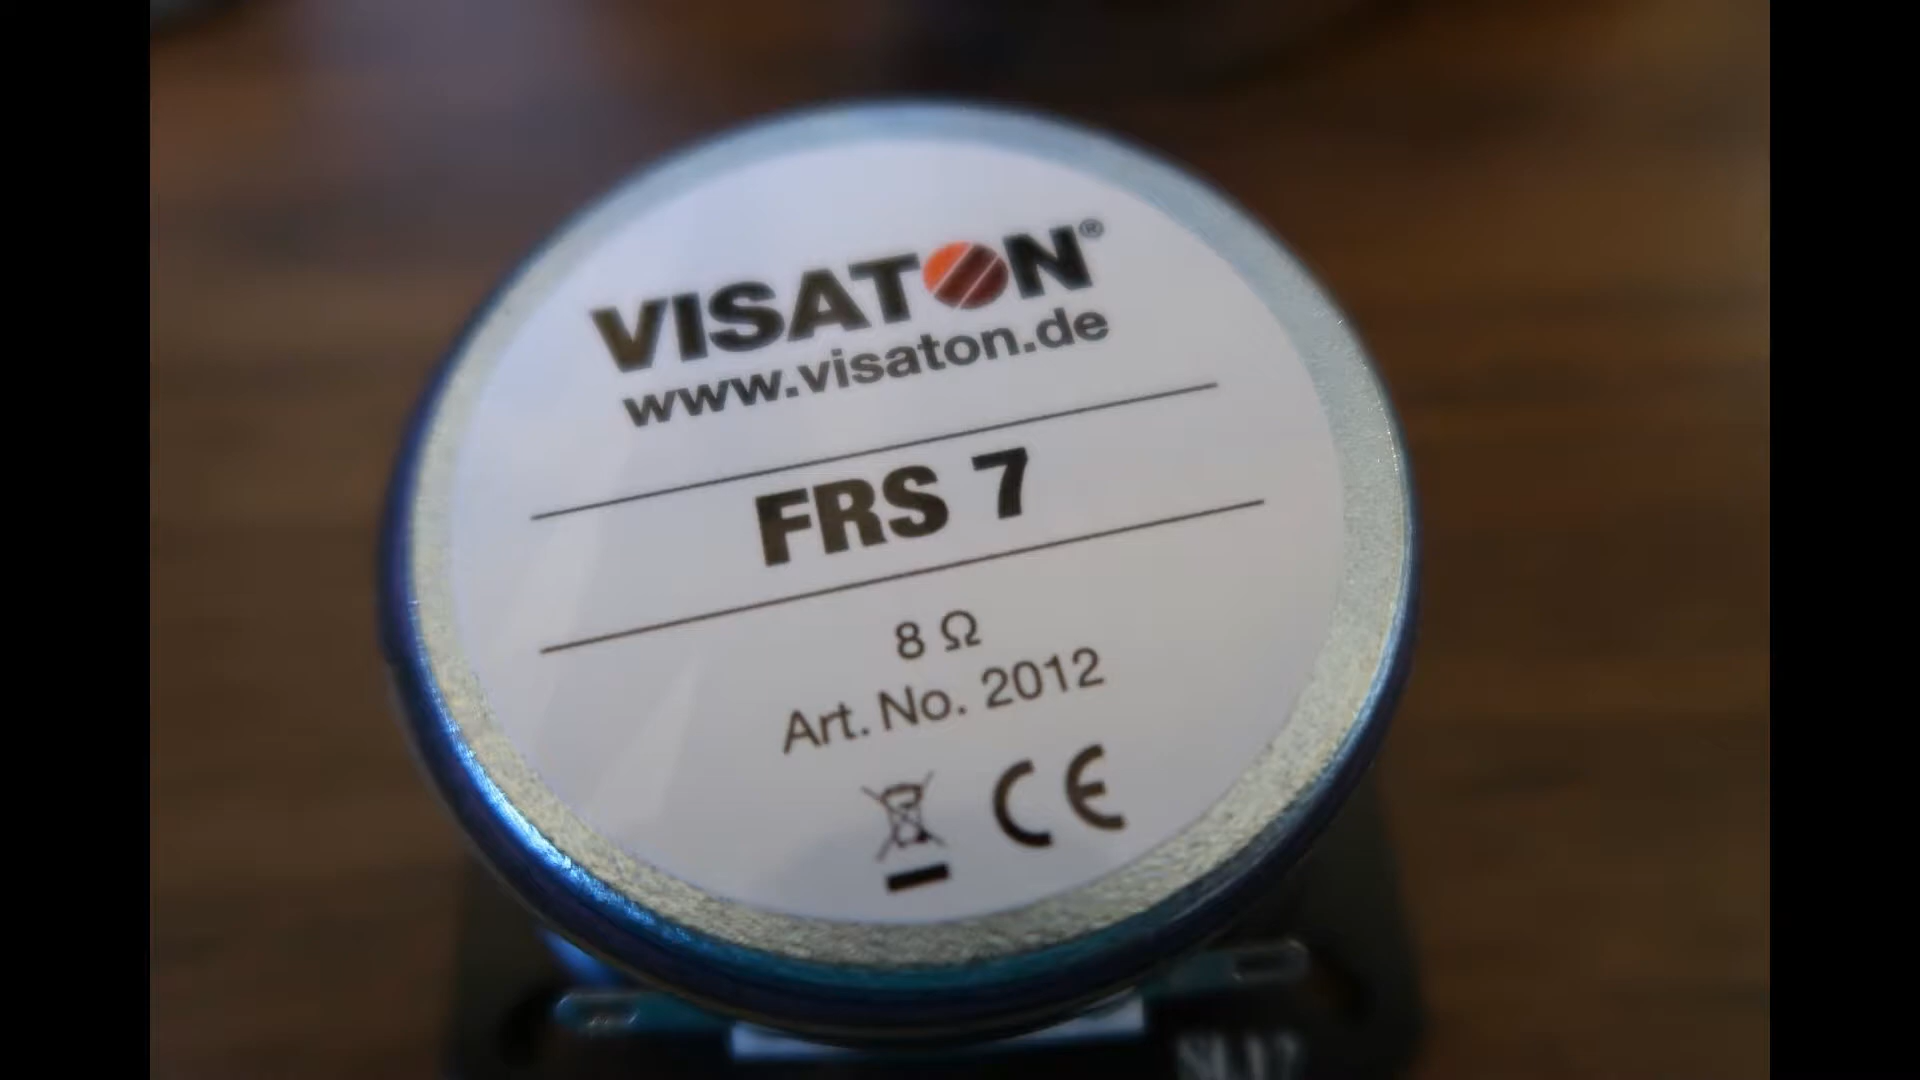 VISATON®
www.visaton.de
FRS 7
8 Ω
Art. No. 2012
CE